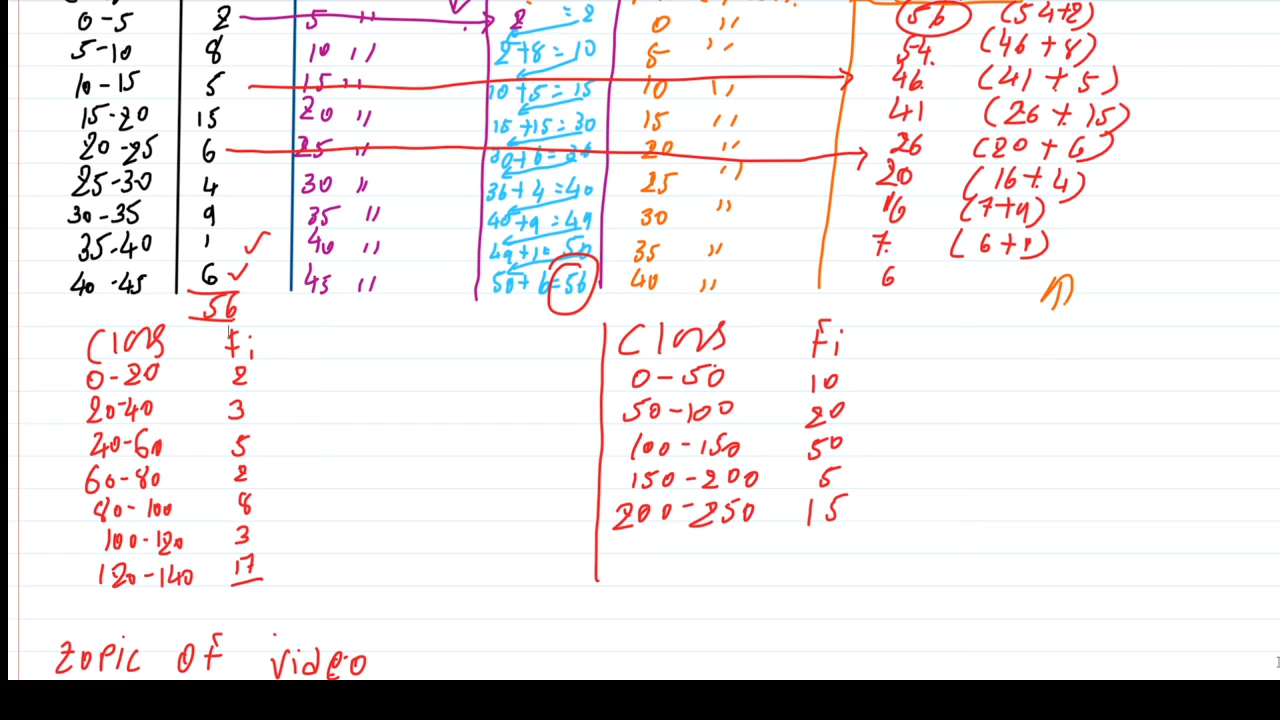 0-5 2 5 " 2 =2 0 " 56 (54+2)
5-10 8 10 " 2+8=10 5 " 54. (46+8)
10-15 5 15 " 10+5=15 10 " 46. (41+5)
15-20 15 20 " 15+15=30 15 " 41 (26+15)
20-25 6 25 " 30+6=36 20 " 26 (20+6)
25-30 4 30 " 36+4=40 25 " 20 (16+4)
30-35 9 35 " 40+9=49 30 " 16 (7+9)
35-40 1 40 " 49+1=50 35 " 7. (6+1)
40-45 6 45 " 50+6=56 40 " 6
56
Class Fi
0-20 2
20-40 3
40-60 5
60-80 2
80-100 8
100-120 3
120-140 17
Class Fi
0-50 10
50-100 20
100-150 50
150-200 5
200-250 15
Topic of video